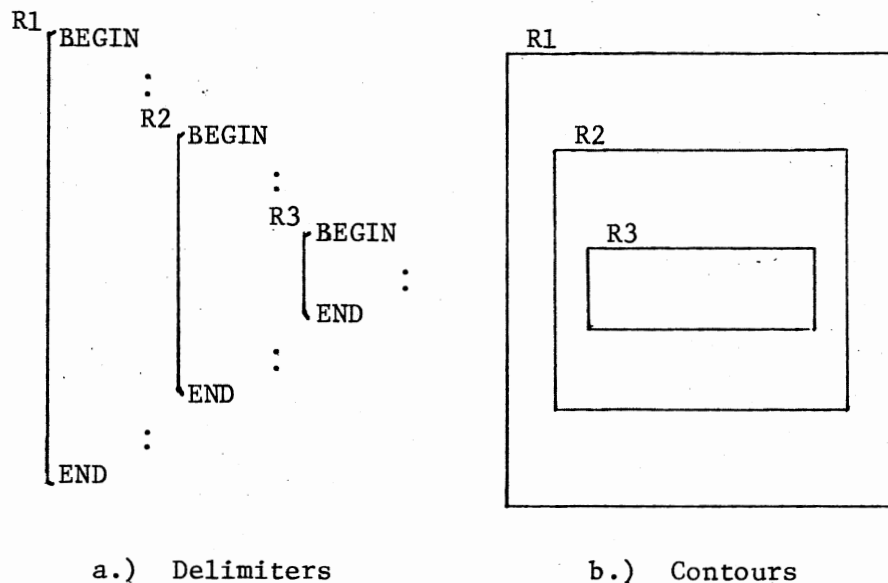 R1 BEGIN
:
R2 BEGIN
:
R3 BEGIN
:
END
:
END
:
END
a.) Delimiters
R1
R2
R3
b.) Contours